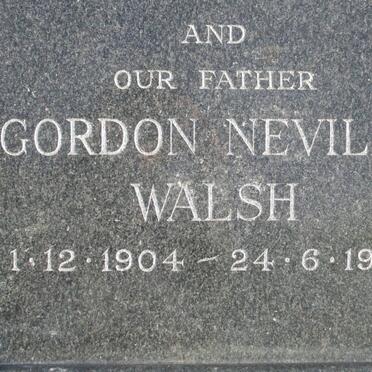 AND
OUR FATHER
GORDON NEVIL
WALSH
1·12·1904 ~ 24·6·19